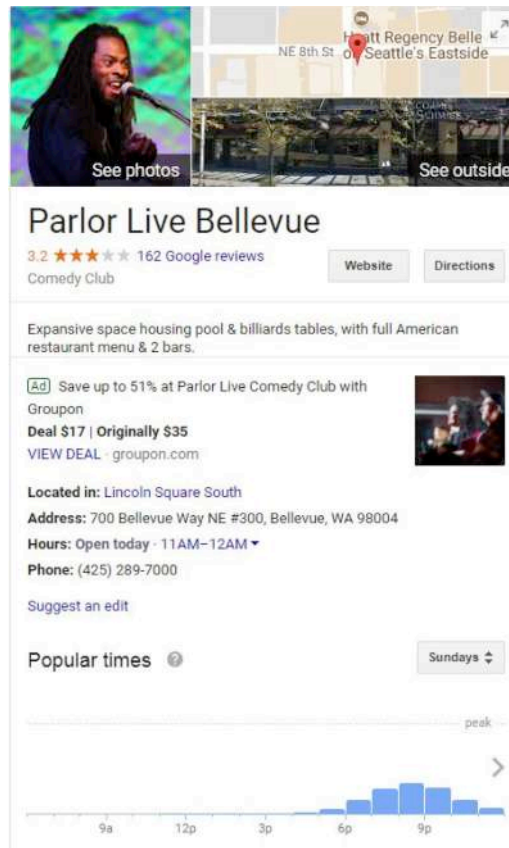 Hyatt Regency Belle
NE 8th St
on Seattle's Eastside
See photos
See outside
Parlor Live Bellevue
3.2 ★★★★★ 162 Google reviews
Comedy Club
Website
Directions
Expansive space housing pool & billiards tables, with full American
restaurant menu & 2 bars.
Ad Save up to 51% at Parlor Live Comedy Club with
Groupon
Deal $17 | Originally $35
VIEW DEAL · groupon.com
Located in: Lincoln Square South
Address: 700 Bellevue Way NE #300, Bellevue, WA 98004
Hours: Open today · 11AM–12AM
Phone: (425) 289-7000
Suggest an edit
Popular times ?
Sundays
peak
9a 12p 3p 6p 9p